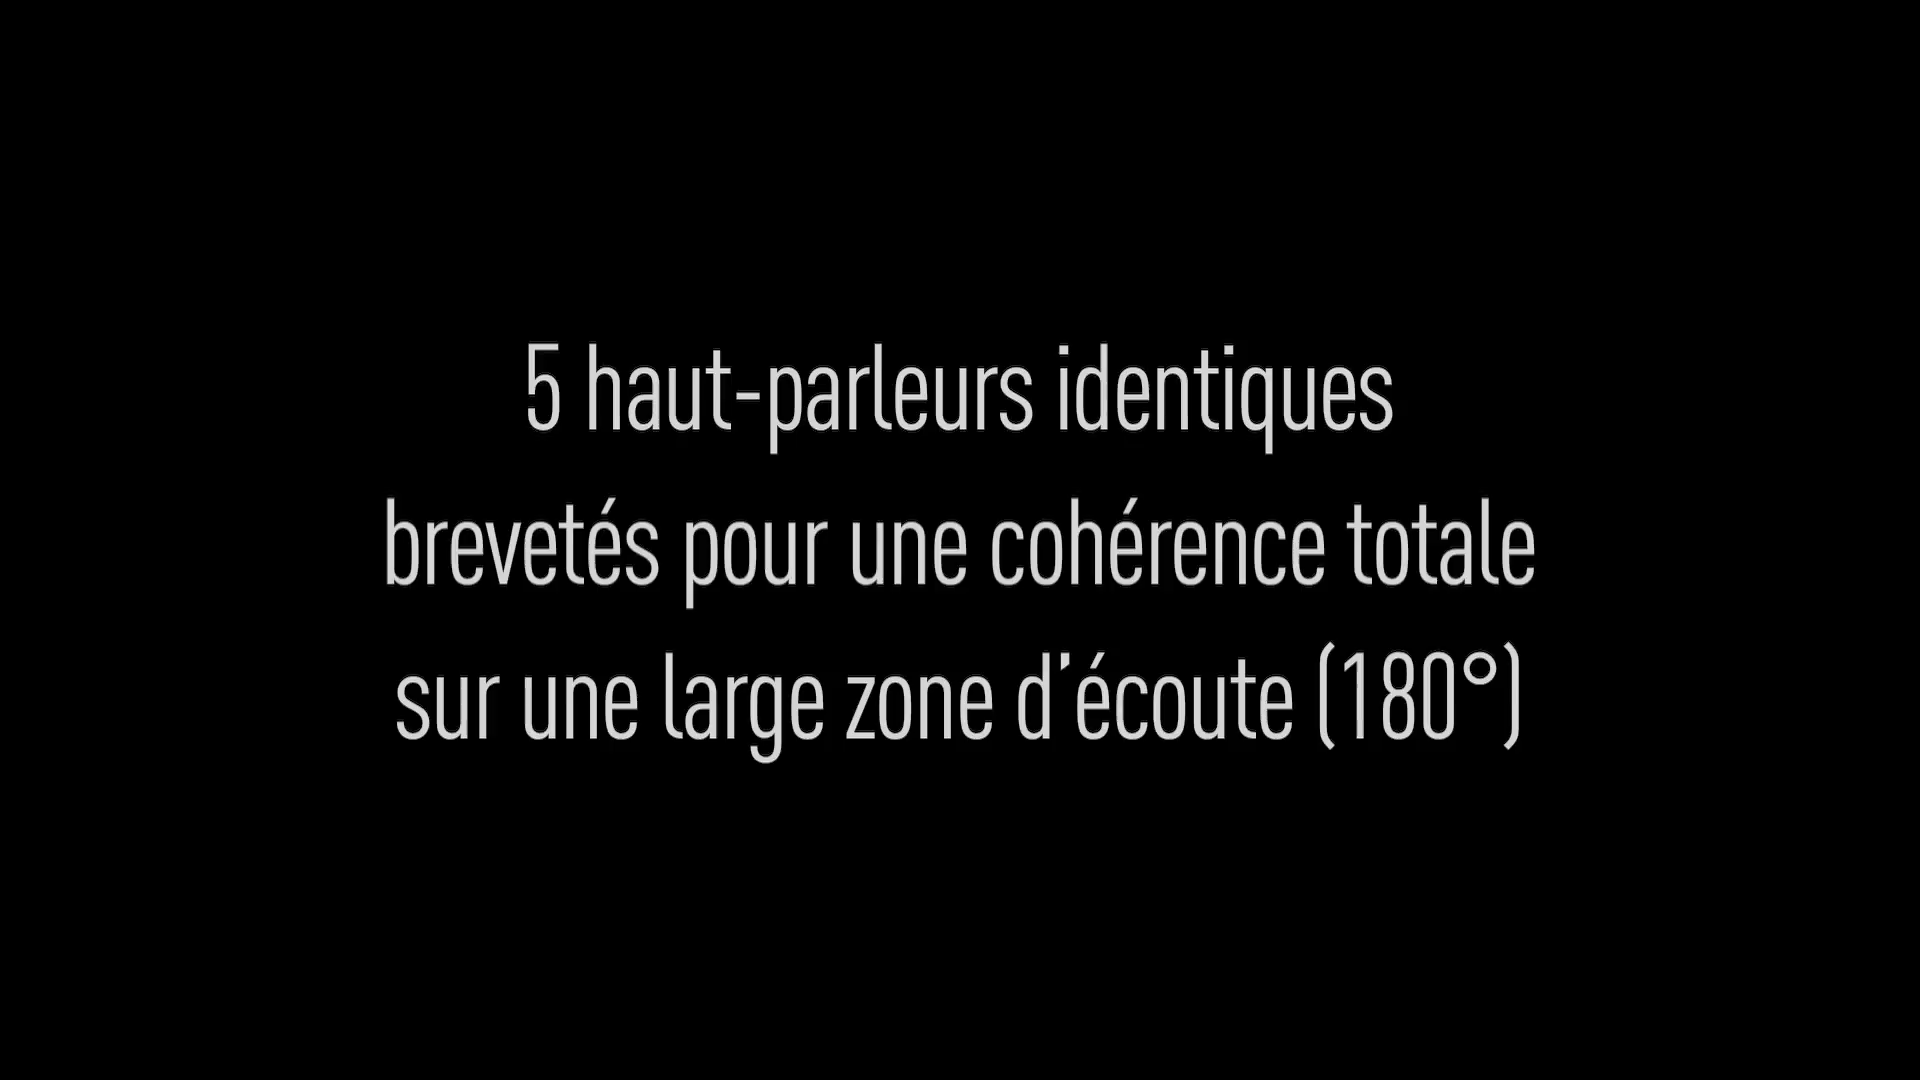 5 haut-parleurs identiques
brevetés pour une cohérence totale
sur une large zone d'écoute (180°)